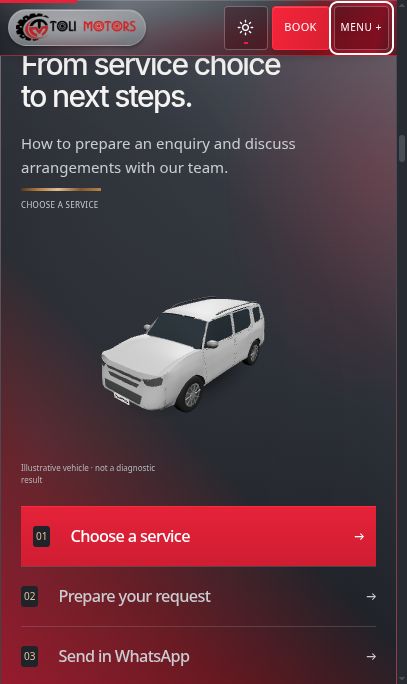 TOLI MOTORS
BOOK
MENU +
From service choice
to next steps.
How to prepare an enquiry and discuss
arrangements with our team.
CHOOSE A SERVICE
Illustrative vehicle · not a diagnostic
result
01 Choose a service →
02 Prepare your request →
03 Send in WhatsApp →